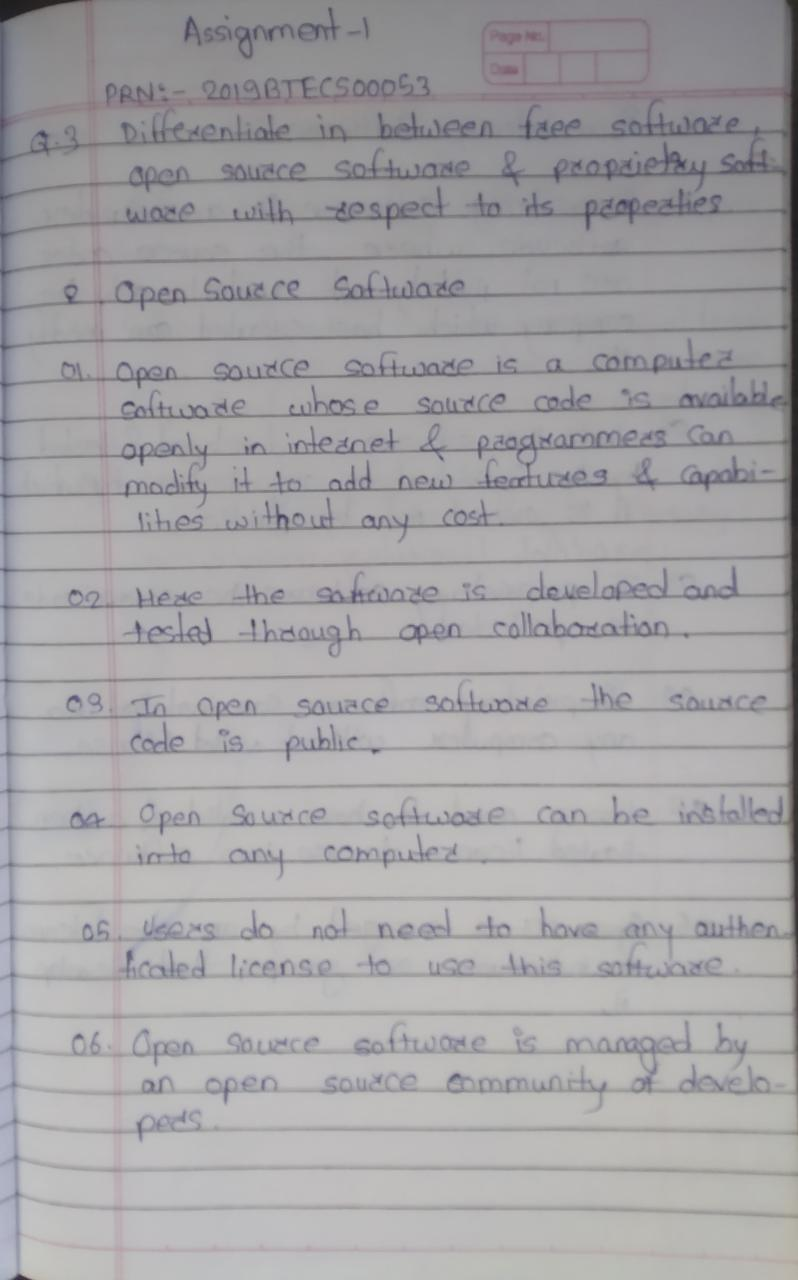 Assignment-1
Page No.
Date
PRN:- 2019BTECS00053
Q.3 Differentiate in between free software,
open source software & proprietry soft
ware with respect to its properties
Open Source Software
01. Open source software is a computer
software whose source code is available
openly in internet & programmers can
modify it to add new features & capabi-
lities without any cost.
02. Here the software is developed and
tested through open collaboration.
03. In open source software the source
code is public.
04 Open source software can be installed
into any computer.
05. Users do not need to have any authen
ticated license to use this software.
06. Open source software is managed by
an open source community of develo-
pers.